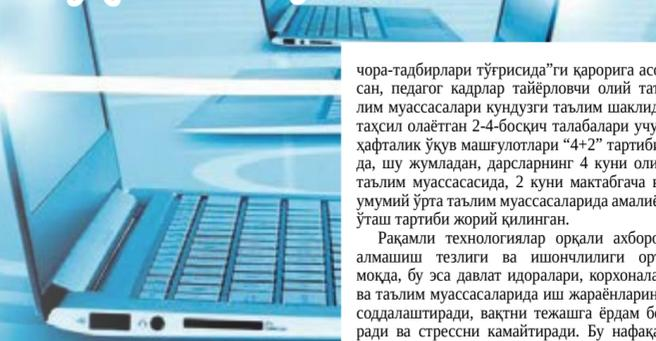 чора-тадбирлари тўғрисида”ги қарорига асо
сан, педагог кадрлар тайёрловчи олий таъ
лим муассасалари кундузги таълим шаклид
таҳсил олаётган 2-4-босқич талабалари учу
ҳафталик ўқув машғулотлари “4+2” тартиби
да, шу жумладан, дарсларнинг 4 куни оли
таълим муассасасида, 2 куни мактабгача в
умумий ўрта таълим муассасаларида амалиё
ўташ тартиби жорий қилинган.
Рақамли технологиялар орқали ахборо
алмашиш тезлиги ва ишончлилиги орт
моқда, бу эса давлат идоралари, корхонала
ва таълим муассасаларида иш жараёнларин
соддалаштиради, вақтни тежашга ёрдам бе
ради ва стрессни камайтиради. Бу нафақа